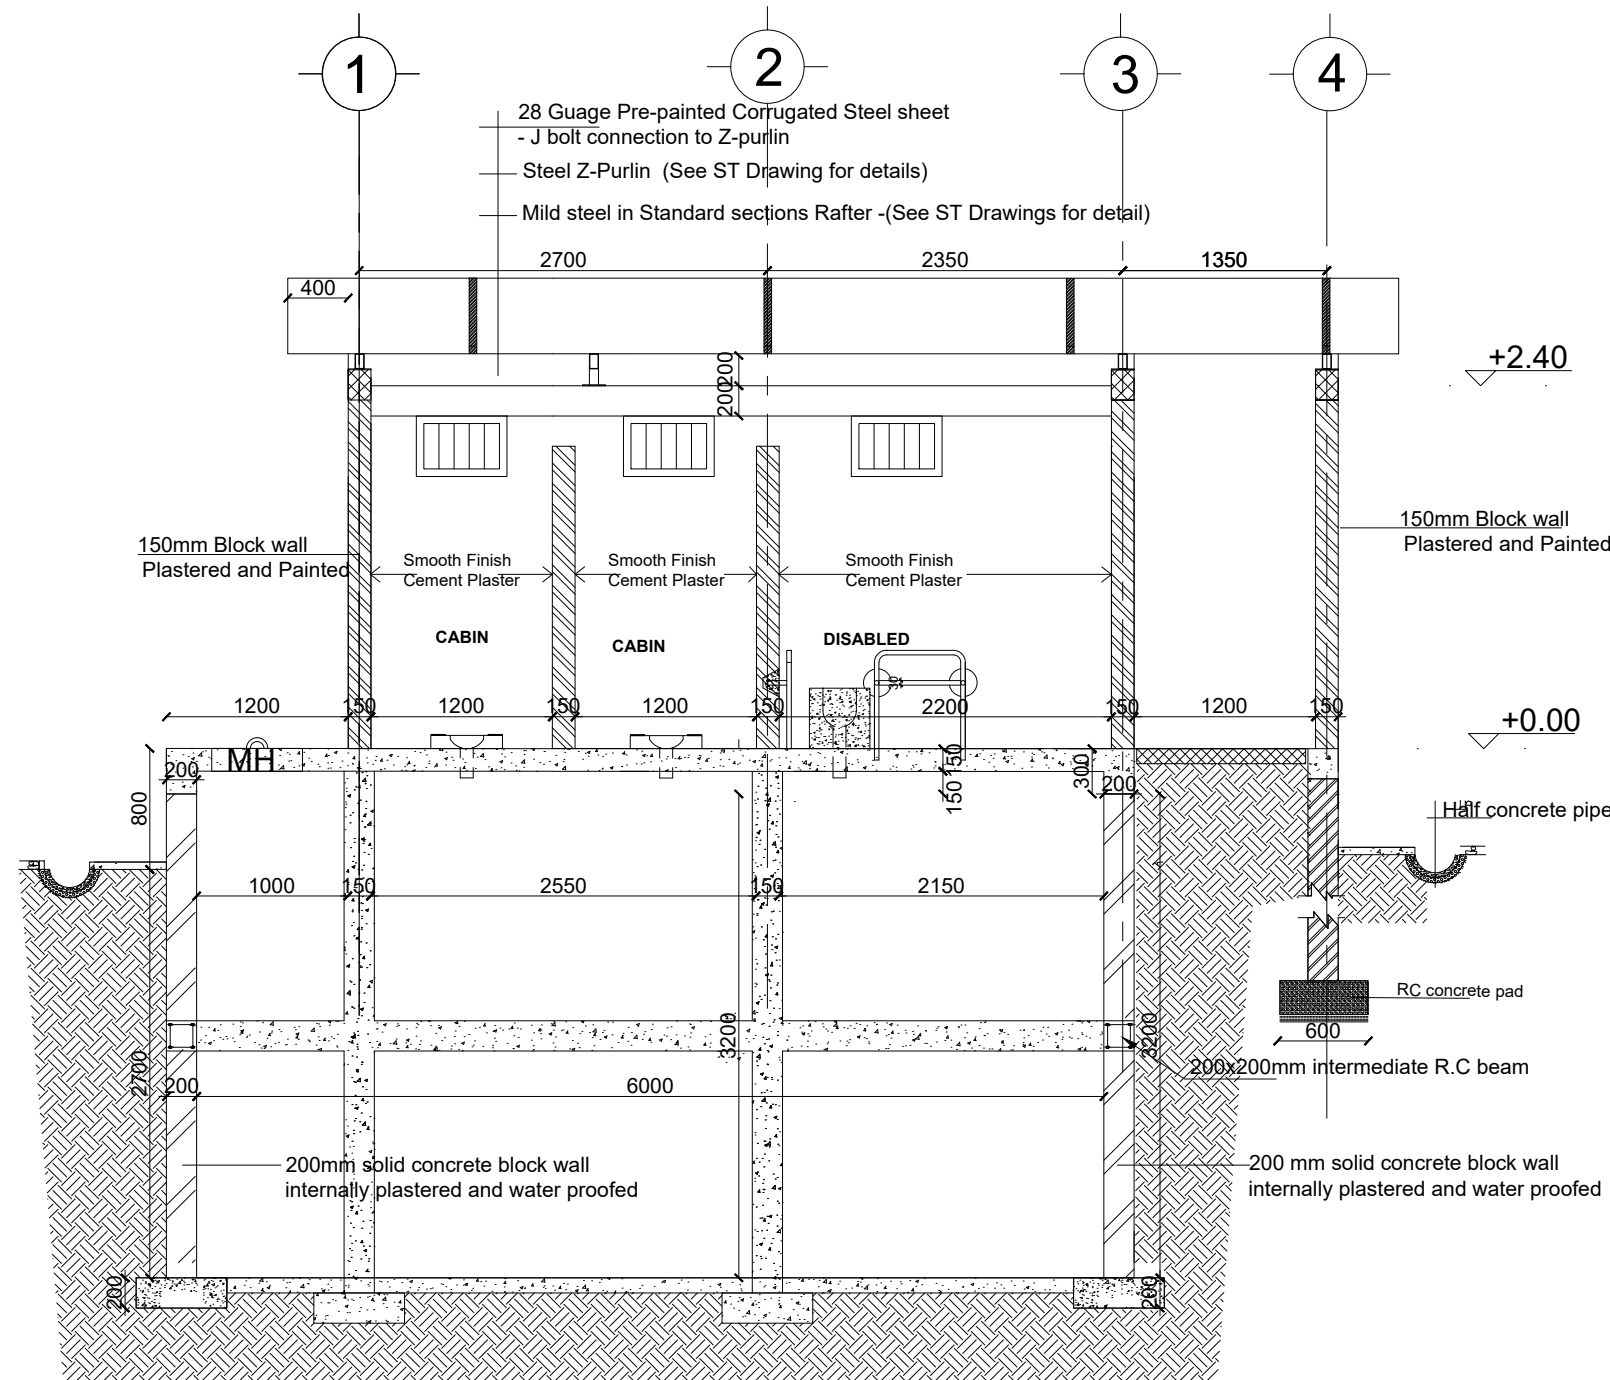 1
2
3
4
28 Guage Pre-painted Corrugated Steel sheet
- J bolt connection to Z-purlin
Steel Z-Purlin (See ST Drawing for details)
Mild steel in Standard sections Rafter -(See ST Drawings for detail)
2700
2350
1350
400
+2.40
200
200
150mm Block wall
Plastered and Painted
Smooth Finish
Cement Plaster
Smooth Finish
Cement Plaster
Smooth Finish
Cement Plaster
150mm Block wall
Plastered and Painted
CABIN
CABIN
DISABLED
30
1200
150
1200
150
1200
150
2200
150
1200
150
+0.00
MH
200
150
150
300
200
800
Half concrete pipe
1000
150
2550
150
2150
RC concrete pad
600
3200
3200
200x200mm intermediate R.C beam
2700
200
6000
200mm solid concrete block wall
internally plastered and water proofed
200 mm solid concrete block wall
internally plastered and water proofed
200
200